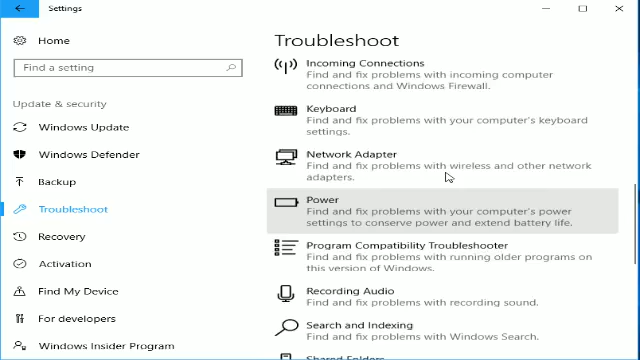 Settings
Home
Find a setting
Update & security
Windows Update
Windows Defender
Backup
Troubleshoot
Recovery
Activation
Find My Device
For developers
Windows Insider Program
Troubleshoot
Incoming Connections
Find and fix problems with incoming computer
connections and Windows Firewall.
Keyboard
Find and fix problems with your computer's keyboard
settings.
Network Adapter
Find and fix problems with wireless and other network
adapters.
Power
Find and fix problems with your computer's power
settings to conserve power and extend battery life.
Program Compatibility Troubleshooter
Find and fix problems with running older programs on
this version of Windows.
Recording Audio
Find and fix problems with recording sound.
Search and Indexing
Find and fix problems with Windows Search.
Shared Folders